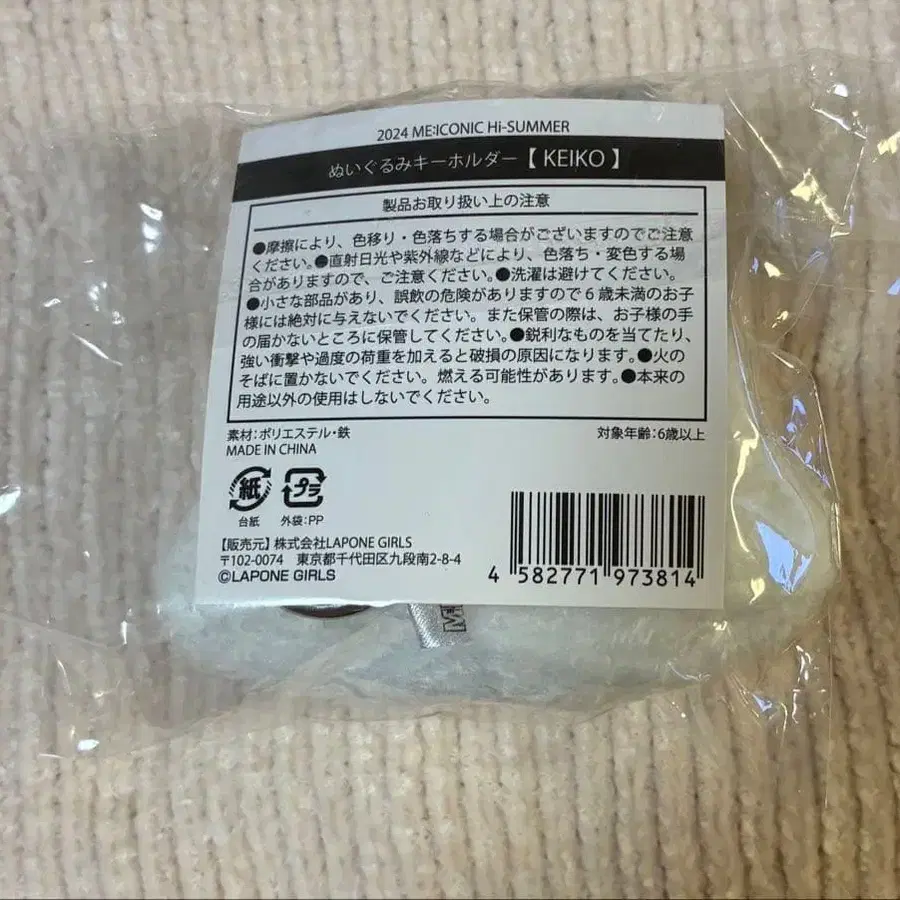 2024 ME:ICONIC Hi-SUMMER
ぬいぐるみキーホルダー【 KEIKO 】
製品お取り扱い上の注意
●摩擦により、色移り・色落ちする場合がございますのでご注意
ください。●直射日光や紫外線などにより、色落ち・変色する場
合がありますので、ご注意ください。●洗濯は避けてください。
●小さな部品があり、誤飲の危険がありますので6歳未満のお子
様には絶対に与えないでください。また保管の際は、お子様の手
の届かないところに保管してください。●鋭利なものを当てたり、
強い衝撃や過度の荷重を加えると破損の原因になります。●火の
そばに置かないでください。燃える可能性があります。●本来の
用途以外の使用はしないでください。
素材:ポリエステル・鉄
対象年齢:6歳以上
MADE IN CHINA
紙
プラ
台紙
外袋:PP
【販売元】株式会社LAPONE GIRLS
〒102-0074 東京都千代田区九段南2-8-4
©LAPONE GIRLS
4 582771 973814